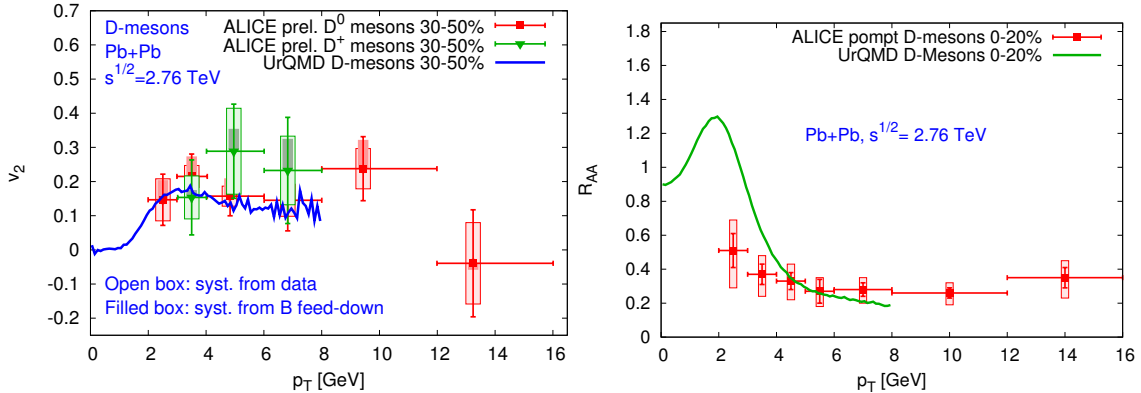 0.7
0.6
0.5
0.4
0.3
0.2
0.1
0
-0.1
-0.2
v2
D-mesons
Pb+Pb
s^1/2=2.76 TeV
ALICE prel. D^0 mesons 30-50%
ALICE prel. D^+ mesons 30-50%
UrQMD D-mesons 30-50%
Open box: syst. from data
Filled box: syst. from B feed-down
0 2 4 6 8 10 12 14 16
pT [GeV]
1.8
1.6
1.4
1.2
1
0.8
0.6
0.4
0.2
0
RAA
ALICE pompt D-Mesons 0-20%
UrQMD D-Mesons 0-20%
Pb+Pb, s^1/2= 2.76 TeV
0 2 4 6 8 10 12 14 16
pT [GeV]